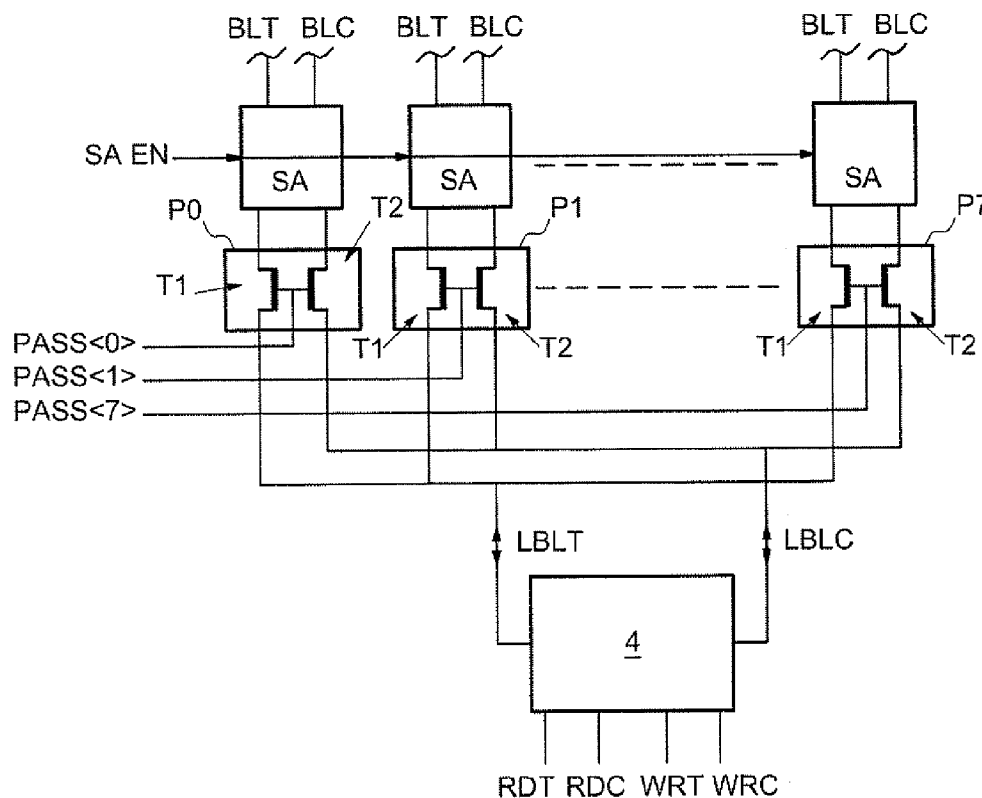 BLT BLC BLT BLC BLT BLC
SA EN
SA SA SA
P0 T2 P1 P7
T1
T1 T2 T1 T2
PASS<0>
PASS<1>
PASS<7>
LBLT LBLC
4
RDT RDC WRT WRC